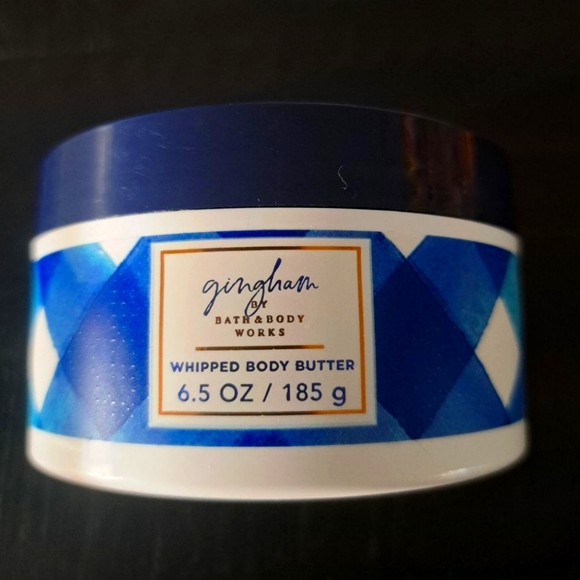 gingham
BY
BATH & BODY
WORKS
WHIPPED BODY BUTTER
6.5 OZ / 185 g